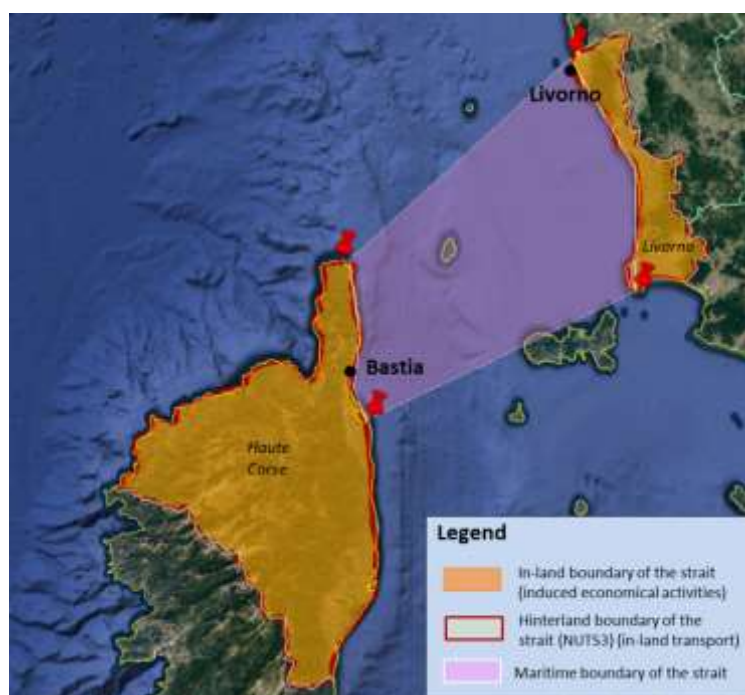 Livorno
Livorno
Bastia
Haute
Corse
Legend
In-land boundary of the strait
(induced economical activities)
Hinterland boundary of the
strait (NUTS3) (in-land transport)
Maritime boundary of the strait